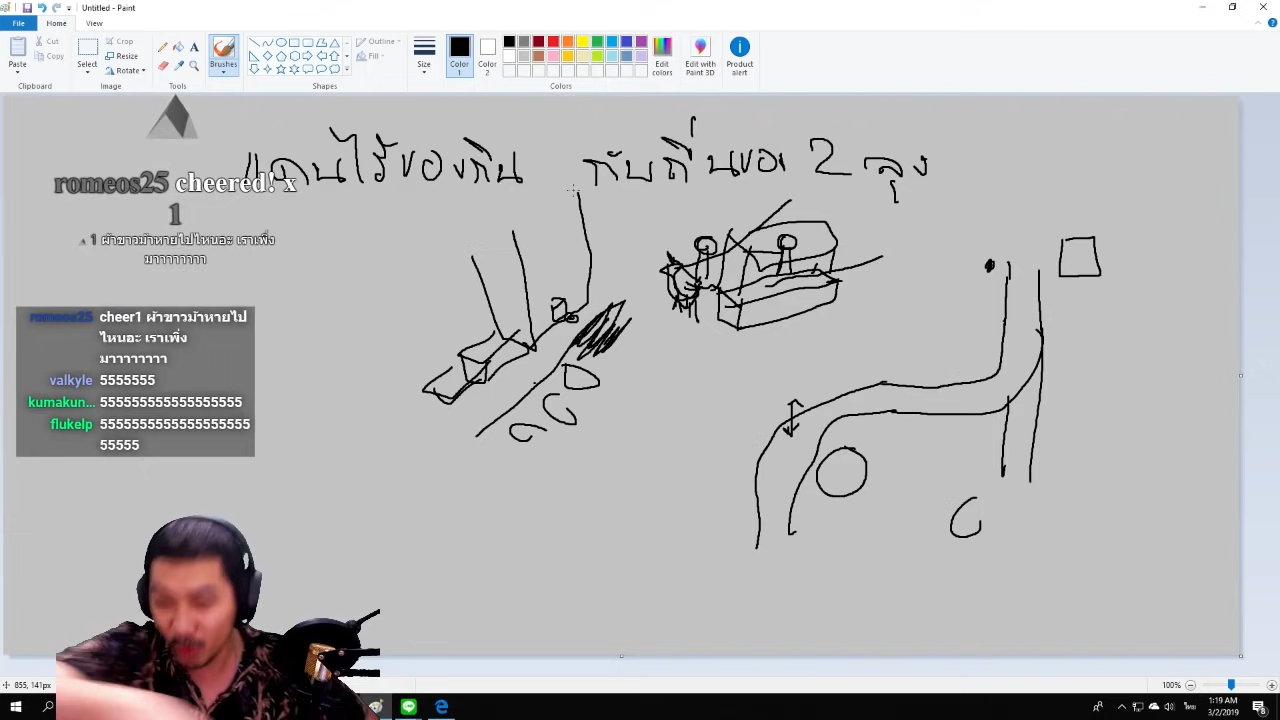 Untitled - Paint
File Home View
Paste Cut Copy Select Crop Resize Rotate Brushes Outline Fill Size Color 1 Color 2 Edit colors Edit with Paint 3D Product alert
Clipboard Image Tools Shapes Colors
แดนไร้ของกิน กับถิ่นของ 2 ลุง
romeos25 cheered! x
1
1 ผ้าขาวม้าหายไปไหนอะ เราเพิ่ง
มาาาาาาาา
romeos25 cheer1 ผ้าขาวม้าหายไป
ไหนอะ เราเพิ่ง
มาาาาาาาา
valkyle 5555555
kumakun... 555555555555555555
flukelp 5555555555555555555
55555
855, 141px
100%
1:19 AM
3/2/2019
8